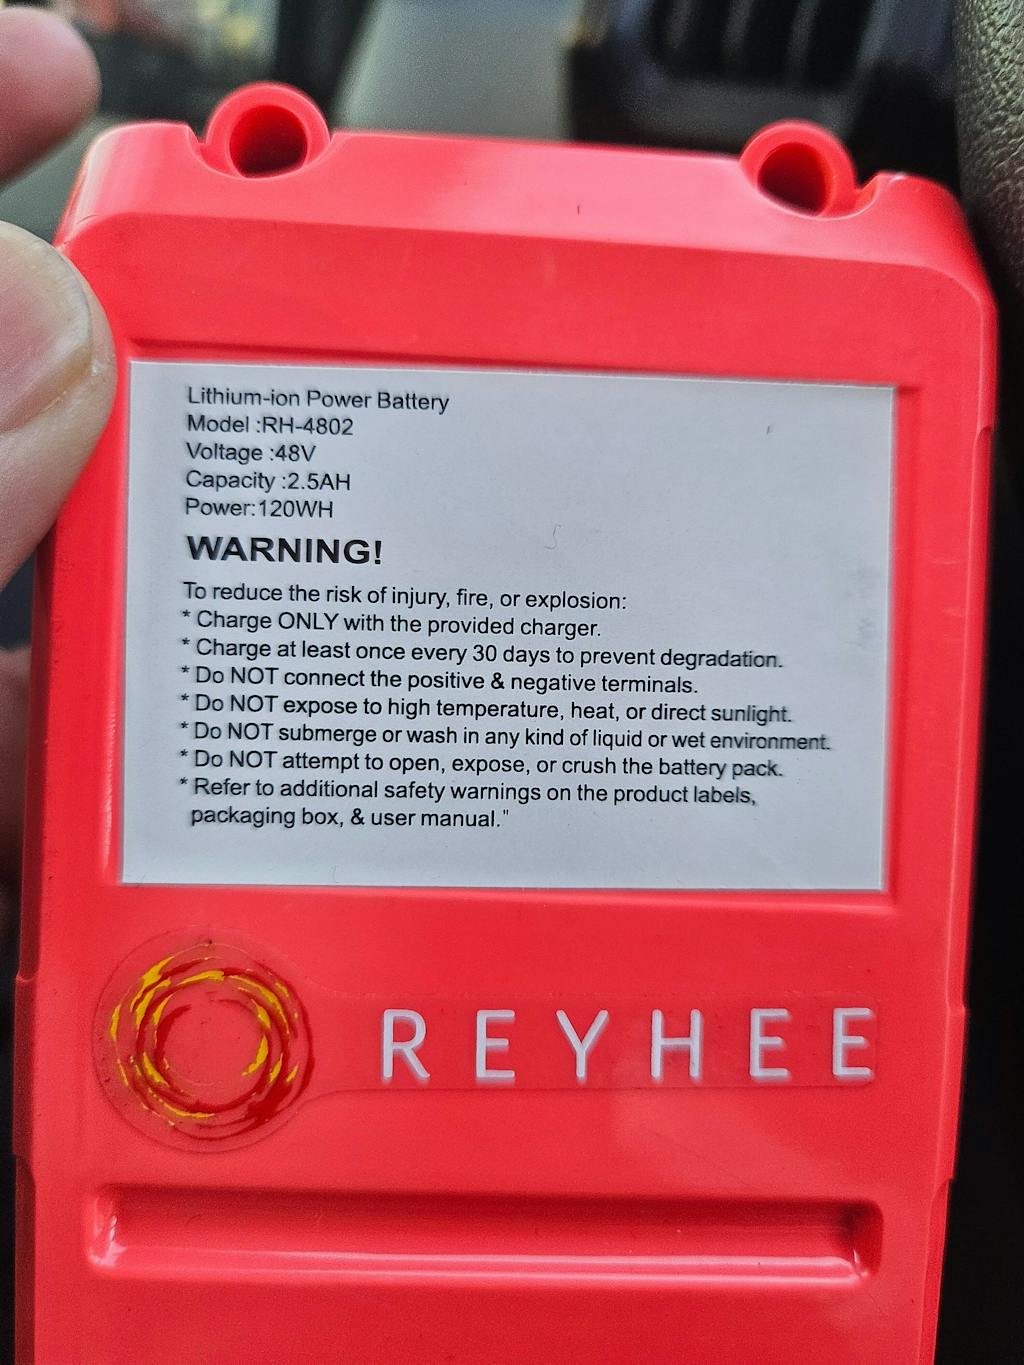 Lithium-ion Power Battery
Model :RH-4802
Voltage :48V
Capacity :2.5AH
Power:120WH
WARNING!
To reduce the risk of injury, fire, or explosion:
* Charge ONLY with the provided charger.
* Charge at least once every 30 days to prevent degradation.
* Do NOT connect the positive & negative terminals.
* Do NOT expose to high temperature, heat, or direct sunlight.
* Do NOT submerge or wash in any kind of liquid or wet environment.
* Do NOT attempt to open, expose, or crush the battery pack.
* Refer to additional safety warnings on the product labels,
packaging box, & user manual."
REYHEE